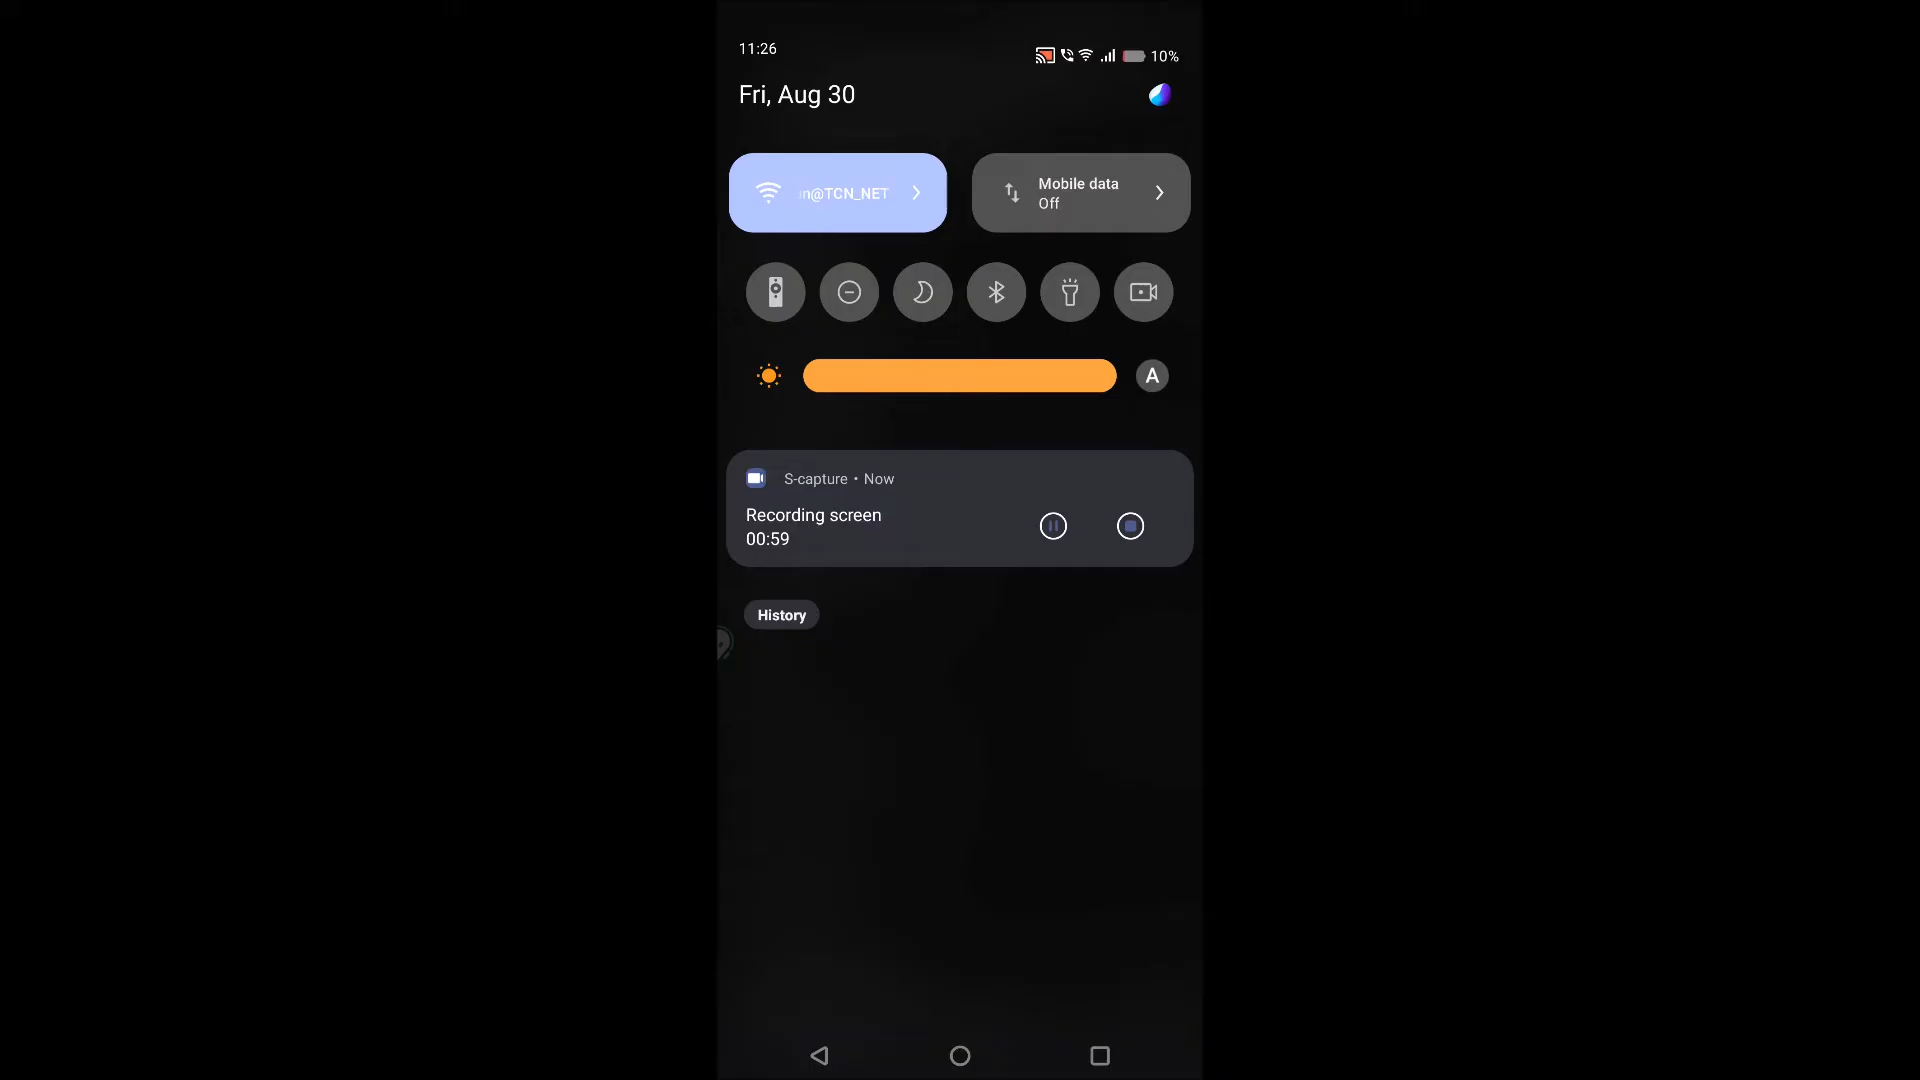 11:26
10%
Fri, Aug 30
n@TCN_NET
Mobile data
Off
A
S-capture • Now
Recording screen
00:59
History